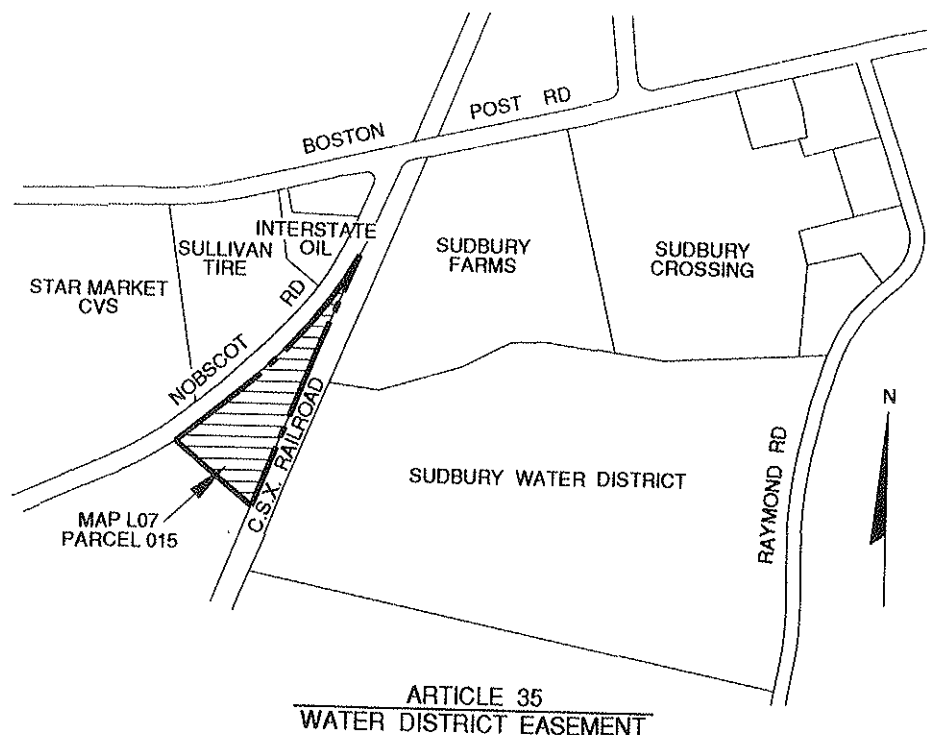 BOSTON POST RD
INTERSTATE
OIL
SULLIVAN
TIRE
STAR MARKET
CVS
SUDBURY
FARMS
SUDBURY
CROSSING
NOBSCOT RD
C.S.X. RAILROAD
SUDBURY WATER DISTRICT
RAYMOND RD
N
MAP L07
PARCEL 015
ARTICLE 35
WATER DISTRICT EASEMENT